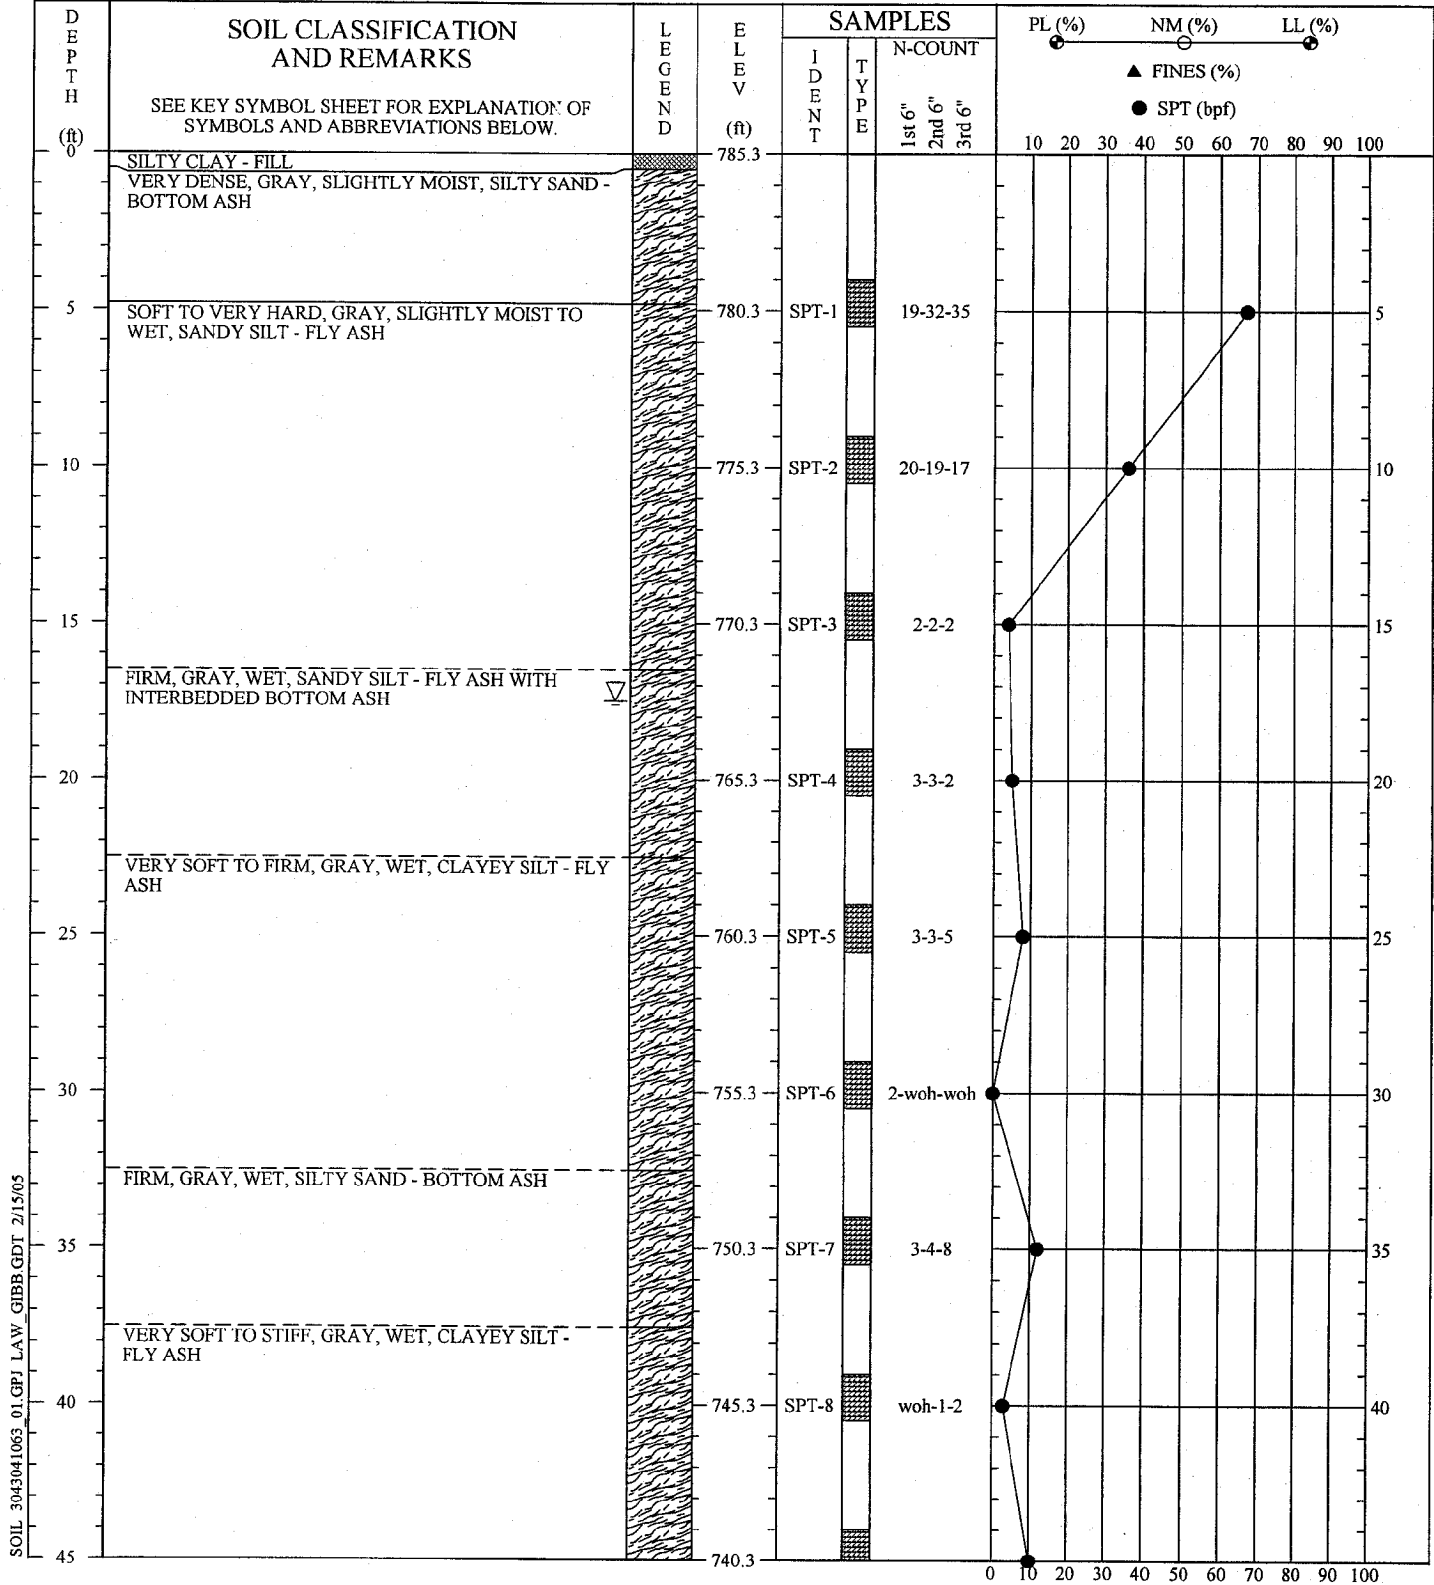 DEPTH (ft)
SOIL CLASSIFICATION
AND REMARKS
SEE KEY SYMBOL SHEET FOR EXPLANATION OF
SYMBOLS AND ABBREVIATIONS BELOW.
LEGEND
ELEV (ft)
SAMPLES
IDENT
TYPE
N-COUNT
1st 6"
2nd 6"
3rd 6"
PL (%) NM (%) LL (%)
▲ FINES (%)
● SPT (bpf)
10 20 30 40 50 60 70 80 90 100
0 785.3
SILTY CLAY - FILL
VERY DENSE, GRAY, SLIGHTLY MOIST, SILTY SAND -
BOTTOM ASH
5 780.3 SPT-1 19-32-35 5
SOFT TO VERY HARD, GRAY, SLIGHTLY MOIST TO
WET, SANDY SILT - FLY ASH
10 775.3 SPT-2 20-19-17 10
15 770.3 SPT-3 2-2-2 15
FIRM, GRAY, WET, SANDY SILT - FLY ASH WITH
INTERBEDDED BOTTOM ASH
20 765.3 SPT-4 3-3-2 20
VERY SOFT TO FIRM, GRAY, WET, CLAYEY SILT - FLY
ASH
25 760.3 SPT-5 3-3-5 25
30 755.3 SPT-6 2-woh-woh 30
FIRM, GRAY, WET, SILTY SAND - BOTTOM ASH
35 750.3 SPT-7 3-4-8 35
VERY SOFT TO STIFF, GRAY, WET, CLAYEY SILT -
FLY ASH
40 745.3 SPT-8 woh-1-2 40
45 740.3
0 10 20 30 40 50 60 70 80 90 100
SOIL 3043041063_01.GPJ LAW_GIBB.GDT 2/15/05